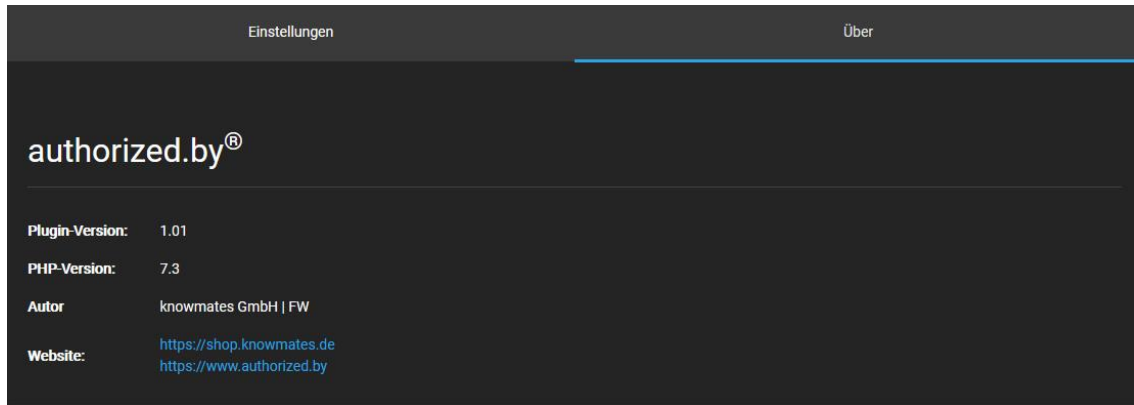 Einstellungen Über
authorized.by®
Plugin-Version: 1.01
PHP-Version: 7.3
Autor knowmates GmbH | FW
Website: https://shop.knowmates.de
https://www.authorized.by